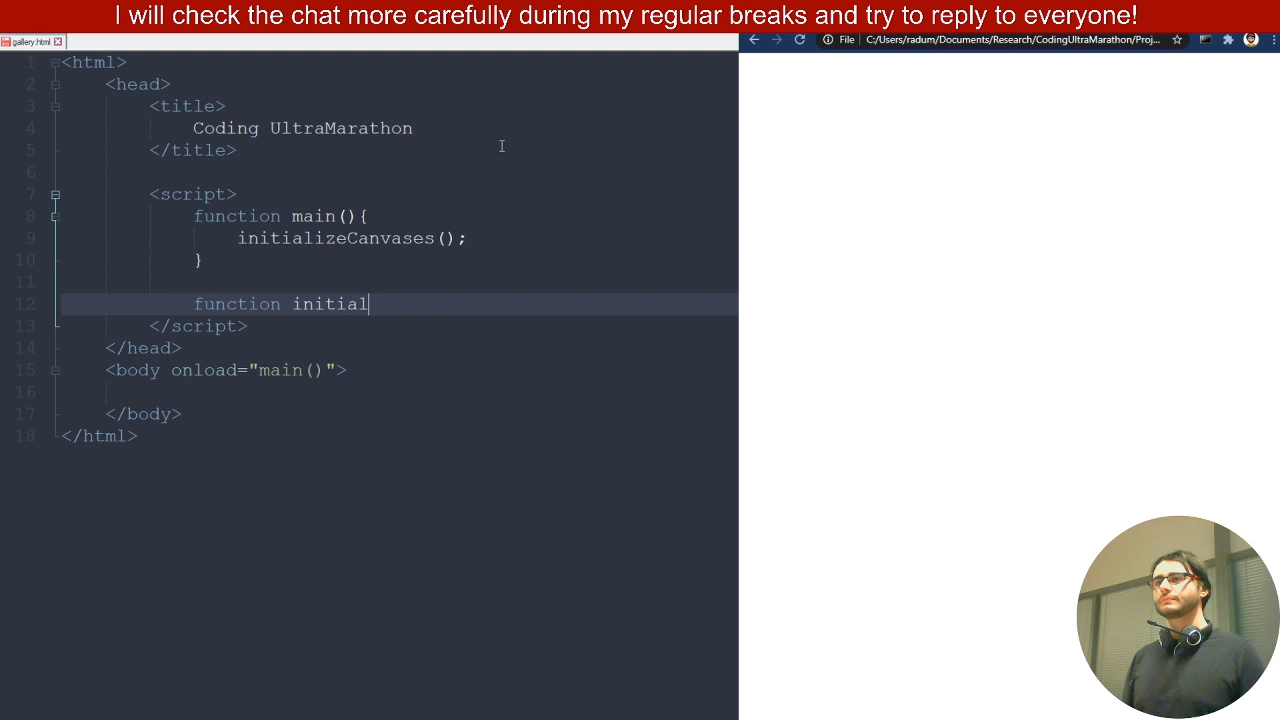 I will check the chat more carefully during my regular breaks and try to reply to everyone!
gallery.html
File C:/Users/radum/Documents/Research/CodingUltraMarathon/Proj...
1 <html>
2 <head>
3 <title>
4 Coding UltraMarathon
5 </title>
6
7 <script>
8 function main(){
9 initializeCanvases();
10 }
11
12 function initial
13 </script>
14 </head>
15 <body onload="main()">
16
17 </body>
18 </html>